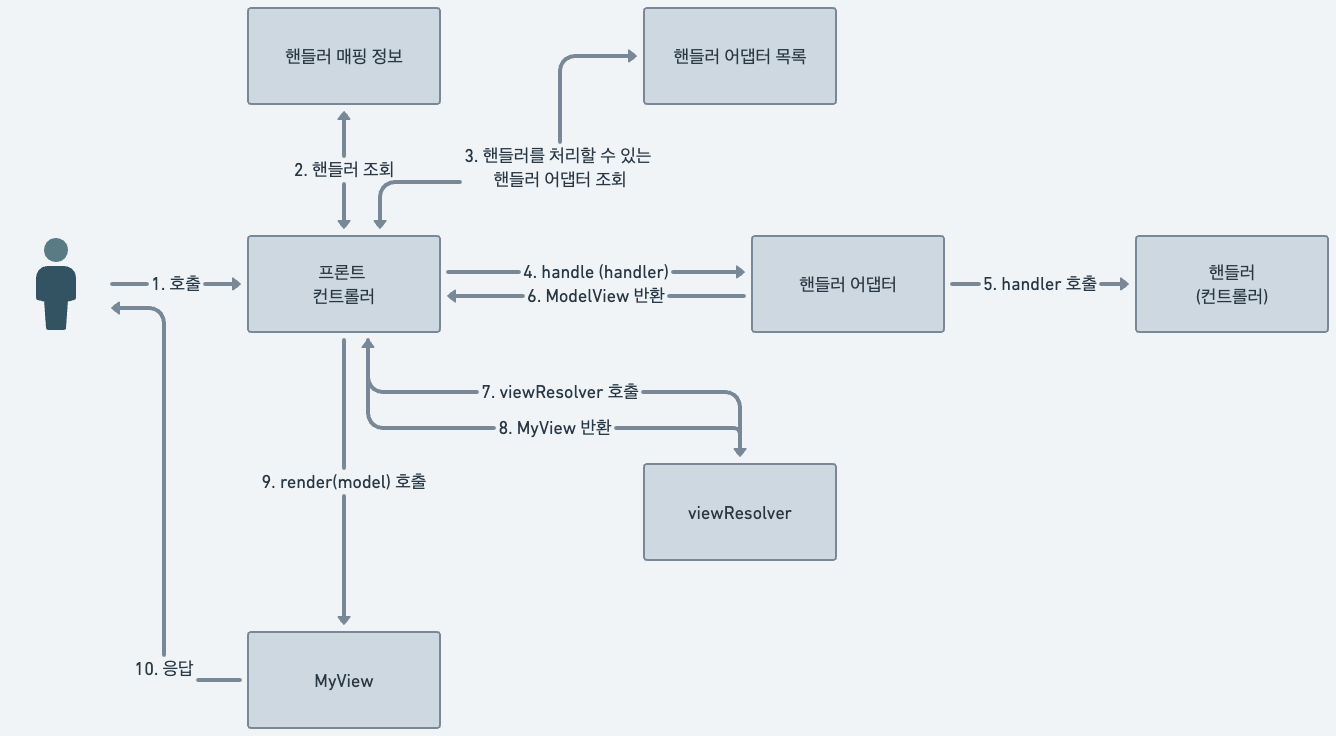 핸들러 매핑 정보
핸들러 어댑터 목록
2. 핸들러 조회
3. 핸들러를 처리할 수 있는
핸들러 어댑터 조회
1. 호출
프론트
컨트롤러
4. handle (handler)
6. ModelView 반환
핸들러 어댑터
5. handler 호출
핸들러
(컨트롤러)
7. viewResolver 호출
8. MyView 반환
9. render(model) 호출
viewResolver
10. 응답
MyView